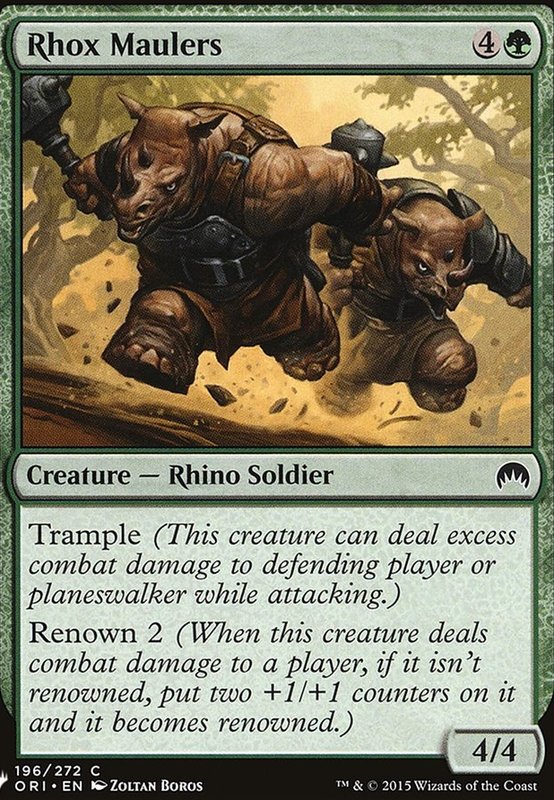 Rhox Maulers 4
Creature — Rhino Soldier
Trample (This creature can deal excess
combat damage to defending player or
planeswalker while attacking.)
Renown 2 (When this creature deals
combat damage to a player, if it isn't
renowned, put two +1/+1 counters on it
and it becomes renowned.)
4/4
196/272 C
ORI • EN Zoltan Boros
™ & © 2015 Wizards of the Coast